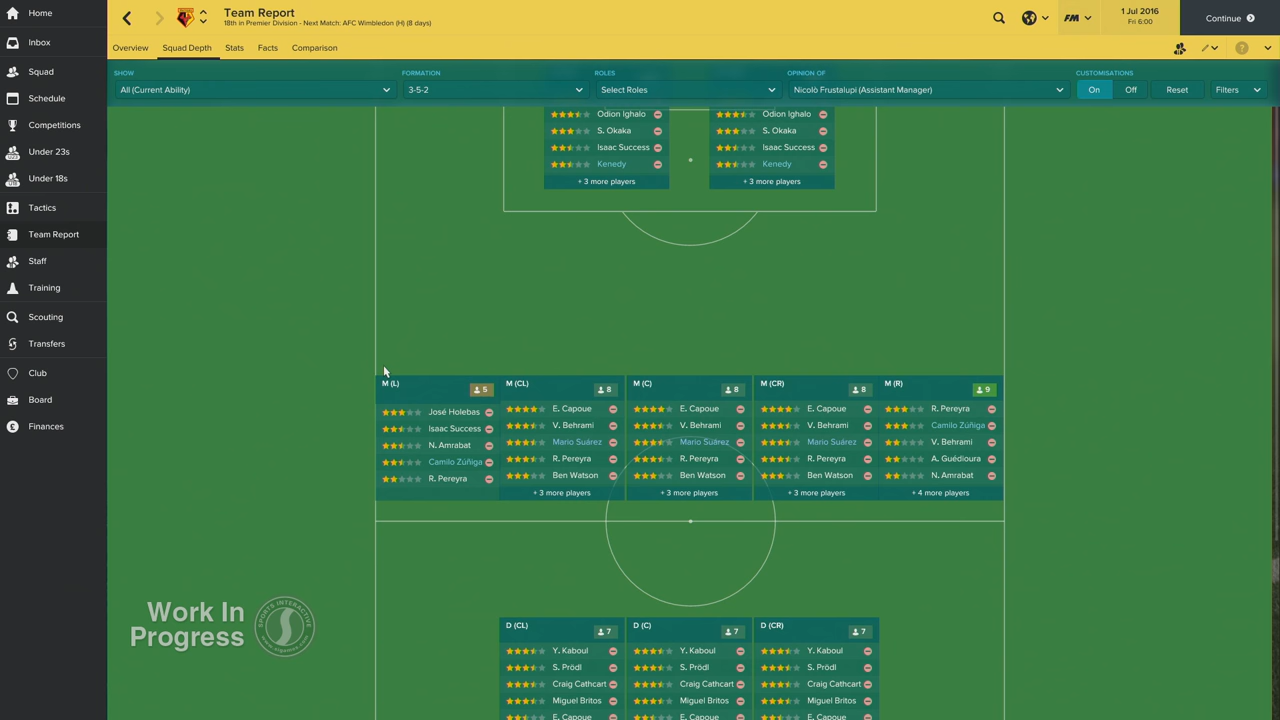 Home
Inbox
Squad
Schedule
Competitions
Under 23s
Under 18s
Tactics
Team Report
Staff
Training
Scouting
Transfers
Club
Board
Finances
Team Report
18th in Premier Division - Next Match: AFC Wimbledon (H) (8 days)
FM
1 Jul 2016
Fri 6:00
Continue
Overview
Squad Depth
Stats
Facts
Comparison
SHOW
All (Current Ability)
FORMATION
3-5-2
ROLES
Select Roles
OPINION OF
Nicolò Frustalupi (Assistant Manager)
CUSTOMISATIONS
On
Off
Reset
Filters
Odion Ighalo
S. Okaka
Isaac Success
Kenedy
+ 3 more players
Odion Ighalo
S. Okaka
Isaac Success
Kenedy
+ 3 more players
M (L)
5
José Holebas
Isaac Success
N. Amrabat
Camilo Zúñiga
R. Pereyra
M (CL)
8
E. Capoue
V. Behrami
Mario Suárez
R. Pereyra
Ben Watson
+ 3 more players
M (C)
8
E. Capoue
V. Behrami
Mario Suárez
R. Pereyra
Ben Watson
+ 3 more players
M (CR)
8
E. Capoue
V. Behrami
Mario Suárez
R. Pereyra
Ben Watson
+ 3 more players
M (R)
9
R. Pereyra
Camilo Zúñiga
V. Behrami
A. Guédioura
N. Amrabat
+ 4 more players
D (CL)
7
Y. Kaboul
S. Prödl
Craig Cathcart
Miguel Britos
E. Capoue
D (C)
7
Y. Kaboul
S. Prödl
Craig Cathcart
Miguel Britos
E. Capoue
D (CR)
7
Y. Kaboul
S. Prödl
Craig Cathcart
Miguel Britos
E. Capoue
Work In
Progress
SPORTS INTERACTIVE
www.sigames.com